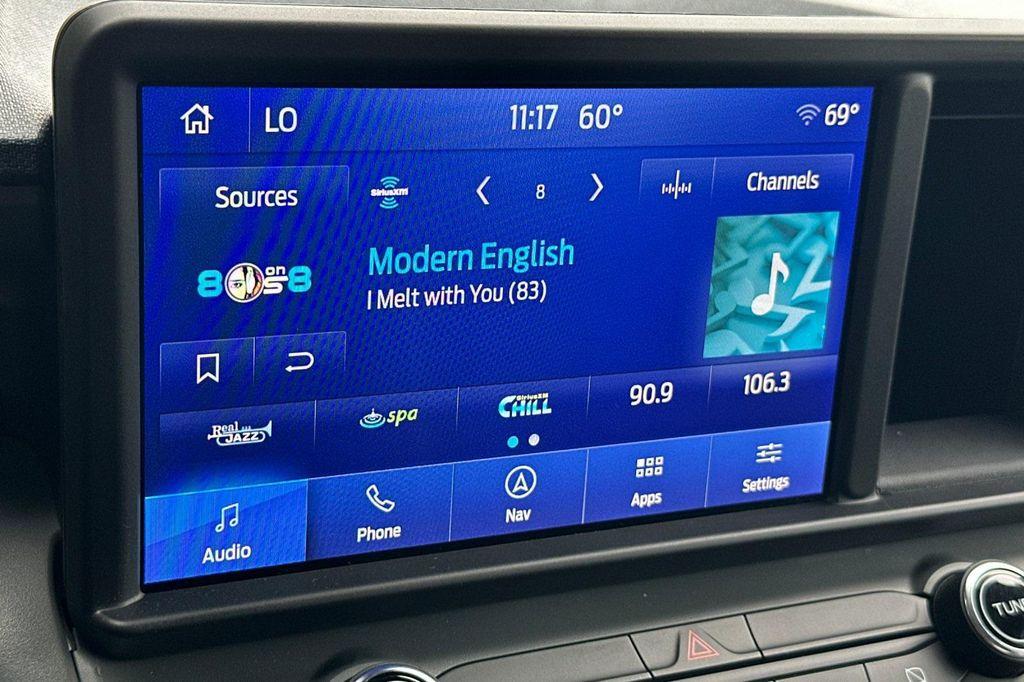 LO
11:17 60°
69°
Sources
SiriusXM
8
Channels
80s on 8
Modern English
I Melt with You (83)
Real
JAZZ
spa
SiriusXM
CHILL
90.9
106.3
Audio
Phone
Nav
Apps
Settings
TUNE